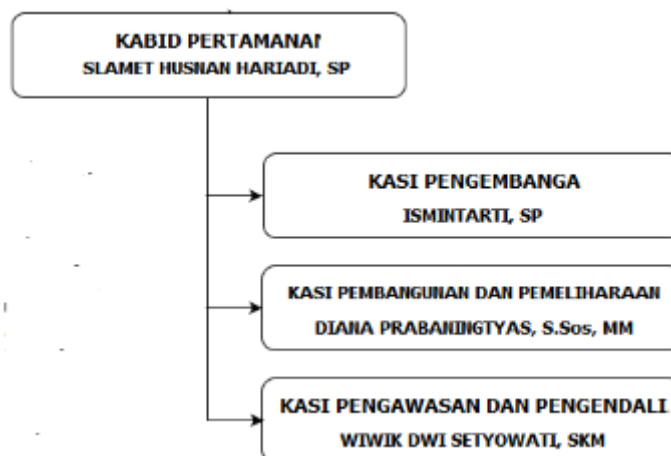 KABID PERTAMANAN
SLAMET HUSNAN HARIADI, SP
KASI PENGEMBANGA
ISMINTARTI, SP
KASI PEMBANGUNAN DAN PEMELIHARAAN
DIANA PRABANINGTYAS, S.Sos, MM
KASI PENGAWASAN DAN PENGENDALI
WIWIK DWI SETYOWATI, SKM